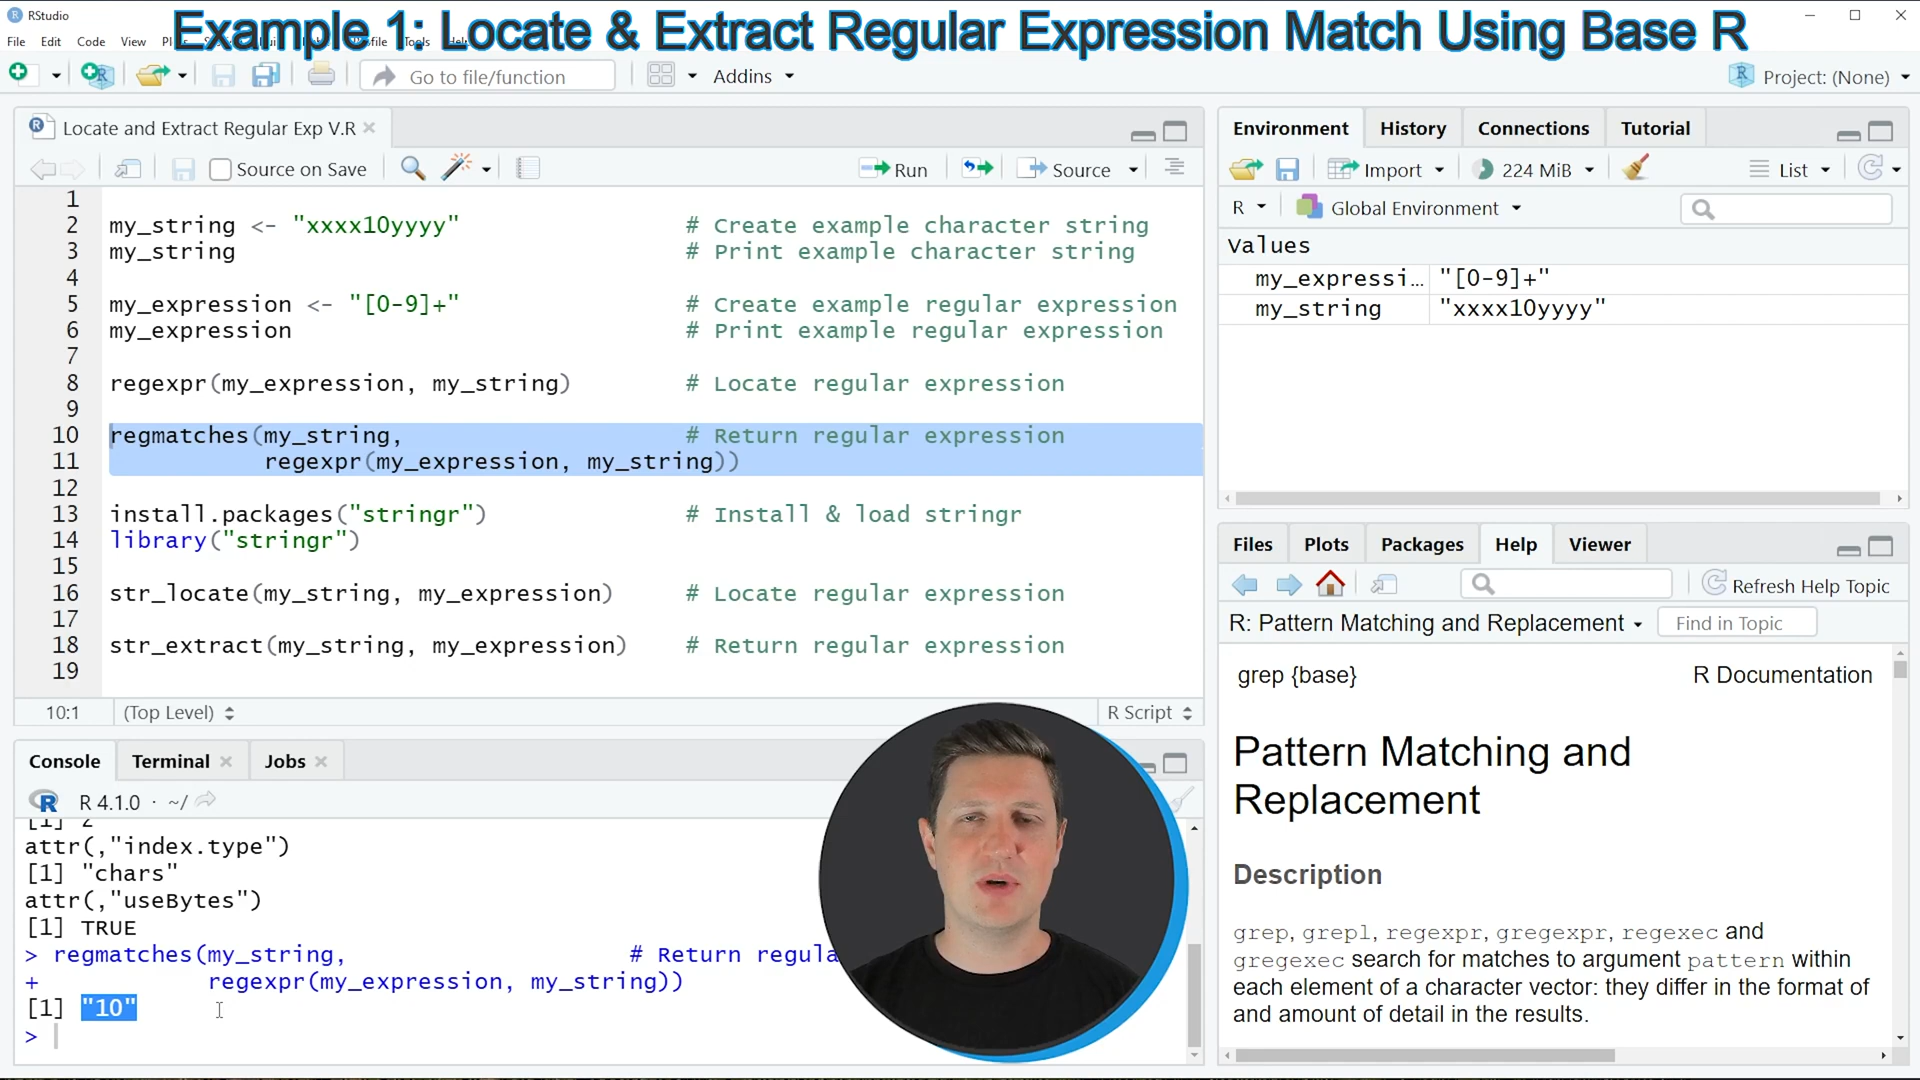 RStudio
Example 1: Locate & Extract Regular Expression Match Using Base R
File Edit Code View Tools
Go to file/function
Addins
Project: (None)
Locate and Extract Regular Exp V.R
Source on Save
Run
Source
1
2 my_string <- "xxxx10yyyy" # Create example character string
3 my_string # Print example character string
4
5 my_expression <- "[0-9]+" # Create example regular expression
6 my_expression # Print example regular expression
7
8 regexpr(my_expression, my_string) # Locate regular expression
9
10 regmatches(my_string, # Return regular expression
11 regexpr(my_expression, my_string))
12
13 install.packages("stringr") # Install & load stringr
14 library("stringr")
15
16 str_locate(my_string, my_expression) # Locate regular expression
17
18 str_extract(my_string, my_expression) # Return regular expression
19
10:1 (Top Level) R Script
Console Terminal Jobs
R 4.1.0 · ~/
[1] 2
attr(,"index.type")
[1] "chars"
attr(,"useBytes")
[1] TRUE
> regmatches(my_string, # Return regula
+ regexpr(my_expression, my_string))
[1] "10"
>
Environment History Connections Tutorial
Import 224 MiB List
R Global Environment
Values
my_expressi… "[0-9]+"
my_string "xxxx10yyyy"
Files Plots Packages Help Viewer
Refresh Help Topic
R: Pattern Matching and Replacement Find in Topic
grep {base} R Documentation
Pattern Matching and
Replacement
Description
grep, grepl, regexpr, gregexpr, regexec and
gregexec search for matches to argument pattern within
each element of a character vector: they differ in the format of
and amount of detail in the results.